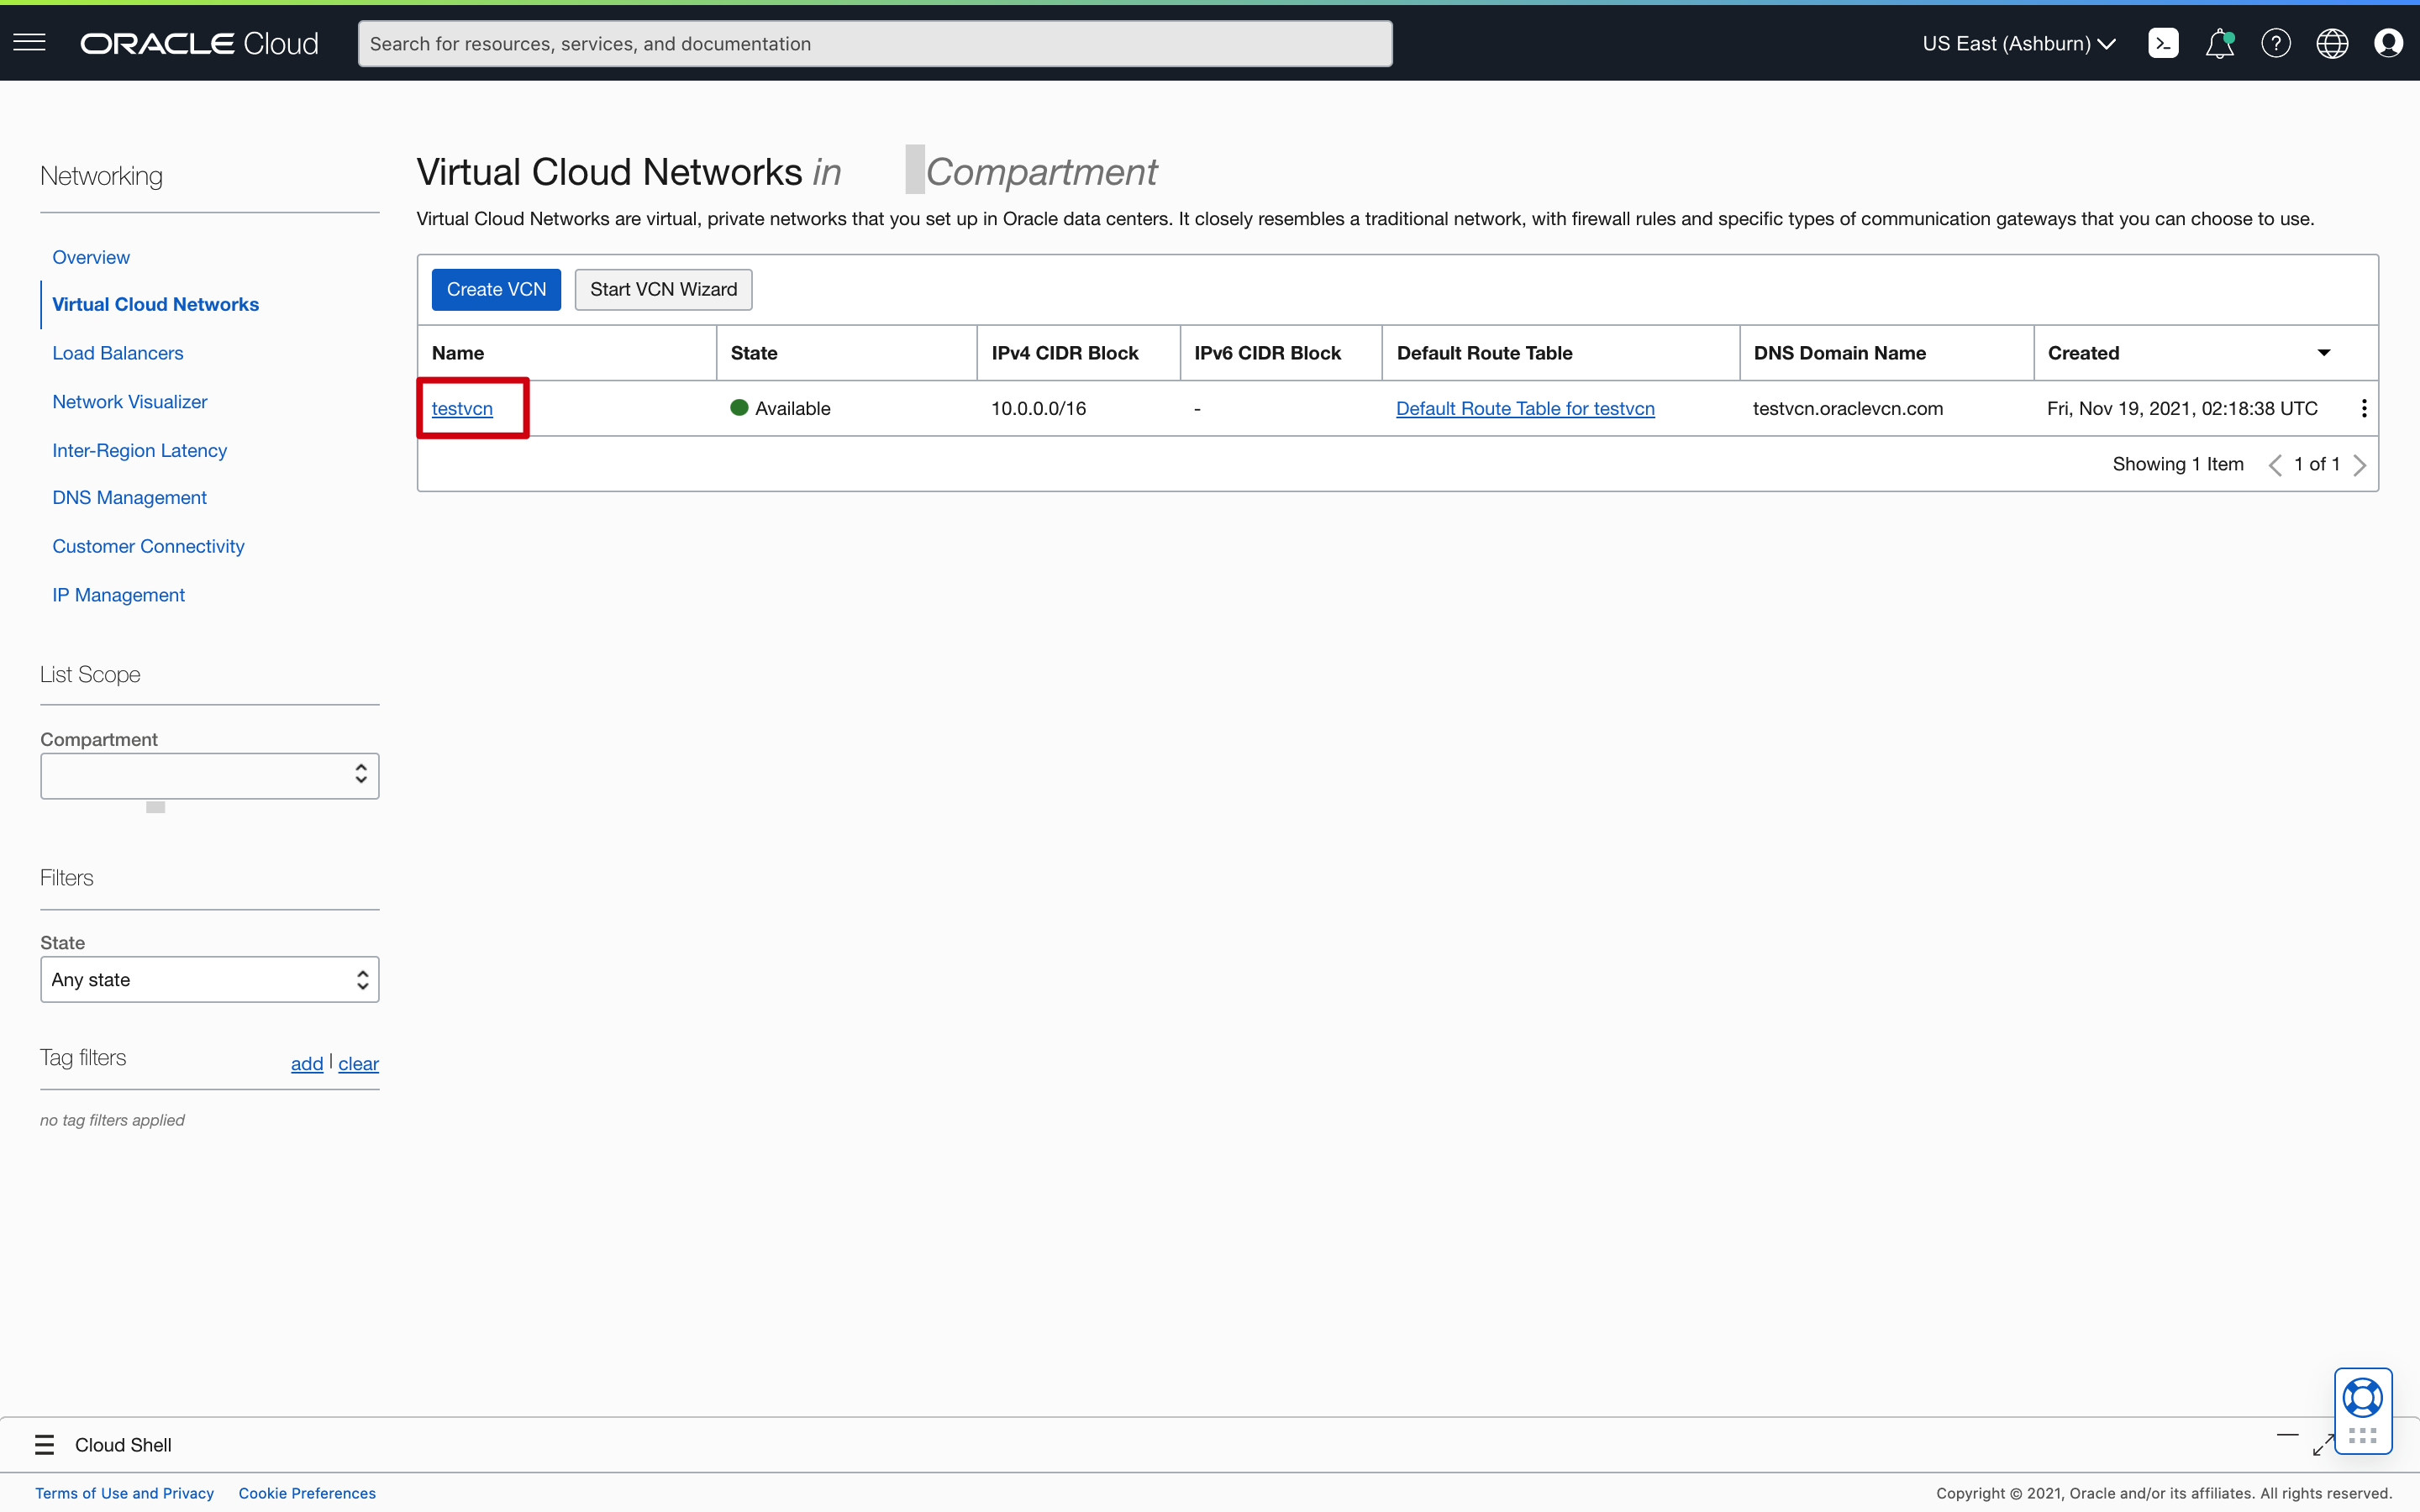 ORACLE Cloud
Search for resources, services, and documentation
US East (Ashburn)
Networking
Overview
Virtual Cloud Networks
Load Balancers
Network Visualizer
Inter-Region Latency
DNS Management
Customer Connectivity
IP Management
List Scope
Compartment
Filters
State
Any state
Tag filters
add | clear
no tag filters applied
Virtual Cloud Networks in Compartment
Virtual Cloud Networks are virtual, private networks that you set up in Oracle data centers. It closely resembles a traditional network, with firewall rules and specific types of communication gateways that you can choose to use.
Create VCN Start VCN Wizard
Name State IPv4 CIDR Block IPv6 CIDR Block Default Route Table DNS Domain Name Created
testvcn Available 10.0.0.0/16 - Default Route Table for testvcn testvcn.oraclevcn.com Fri, Nov 19, 2021, 02:18:38 UTC
Showing 1 Item 1 of 1
Cloud Shell
Terms of Use and Privacy Cookie Preferences
Copyright © 2021, Oracle and/or its affiliates. All rights reserved.